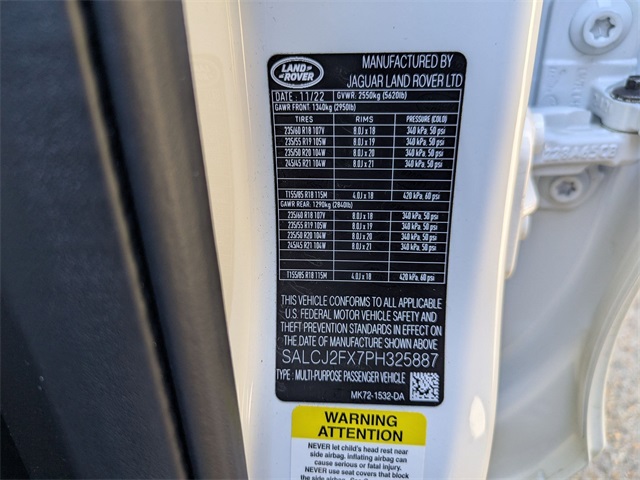 LAND ROVER
MANUFACTURED BY
JAGUAR LAND ROVER LTD
DATE : 11/22 GVWR: 2550kg (5620lb)
GAWR FRONT: 1340kg (2950lb)
TIRES RIMS PRESSURE (COLD)
235/60 R18 107V 8.0J x 18 340 kPa, 50 psi
235/55 R19 105W 8.0J x 19 340 kPa, 50 psi
235/50 R20 104W 8.0J x 20 340 kPa, 50 psi
245/45 R21 104W 8.0J x 21 340 kPa, 50 psi
T155/85 R18 115M 4.0J x 18 420 kPa, 60 psi
GAWR REAR: 1290kg (2840lb)
235/60 R18 107V 8.0J x 18 340 kPa, 50 psi
235/55 R19 105W 8.0J x 19 340 kPa, 50 psi
235/50 R20 104W 8.0J x 20 340 kPa, 50 psi
245/45 R21 104W 8.0J x 21 340 kPa, 50 psi
T155/85 R18 115M 4.0J x 18 420 kPa, 60 psi
THIS VEHICLE CONFORMS TO ALL APPLICABLE
U.S. FEDERAL MOTOR VEHICLE SAFETY AND
THEFT PREVENTION STANDARDS IN EFFECT ON
THE DATE OF MANUFACTURE SHOWN ABOVE
SALCJ2FX7PH325887
TYPE : MULTI-PURPOSE PASSENGER VEHICLE
MK72-1532-DA
WARNING
ATTENTION
NEVER let child's head rest near
side airbag. inflating airbag can
cause serious or fatal injury.
NEVER use seat covers that block